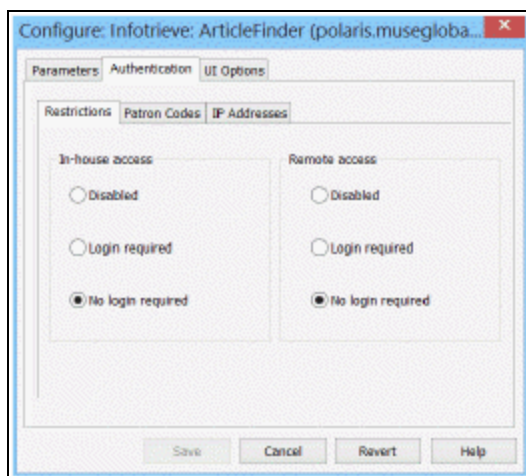 Configure: Infotrieve: ArticleFinder (polaris.musegloba...
Parameters Authentication UI Options
Restrictions Patron Codes IP Addresses
In-house access Remote access
Disabled Disabled
Login required Login required
No login required No login required
Save Cancel Revert Help